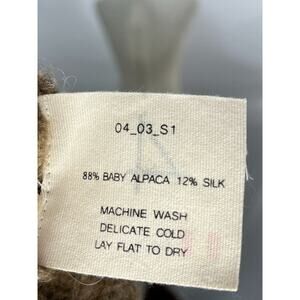 04_03_S1
88% BABY ALPACA 12% SILK
MACHINE WASH
DELICATE COLD
LAY FLAT TO DRY